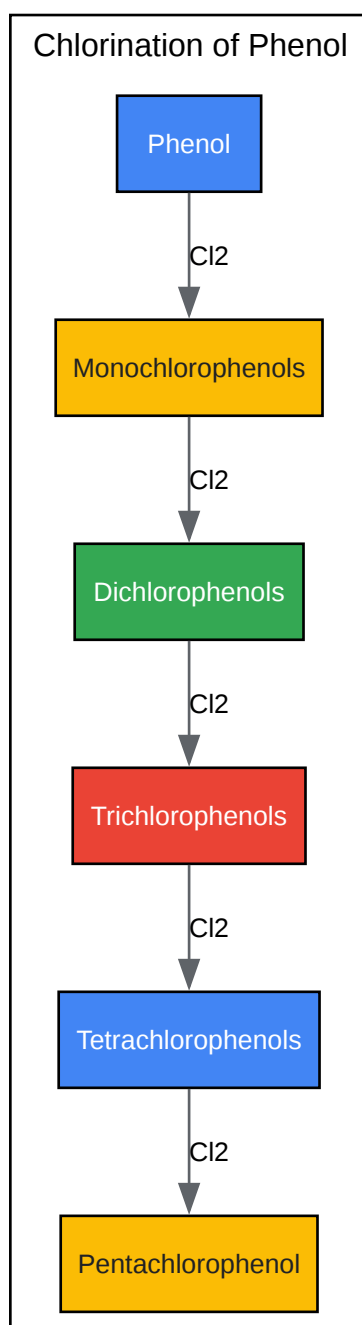 Chlorination of Phenol
Phenol
Cl2
Monochlorophenols
Cl2
Dichlorophenols
Cl2
Trichlorophenols
Cl2
Tetrachlorophenols
Cl2
Pentachlorophenol